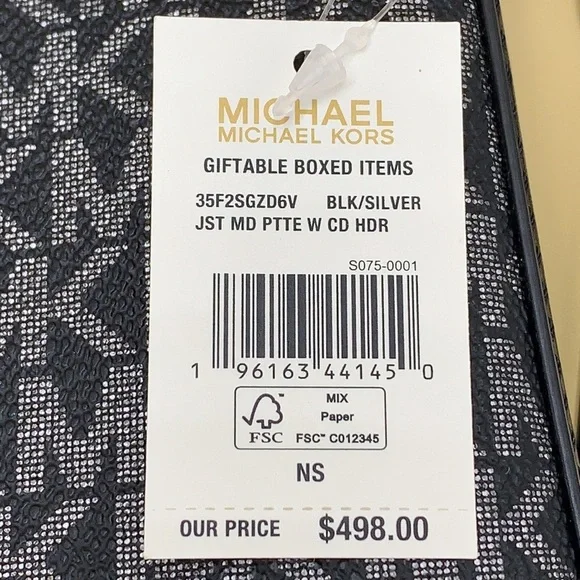 MICHAEL
MICHAEL KORS
GIFTABLE BOXED ITEMS
35F2SGZD6V BLK/SILVER
JST MD PTTE W CD HDR
S075-0001
1 96163 44145 0
FSC
MIX
Paper
FSC™ C012345
NS
OUR PRICE $498.00